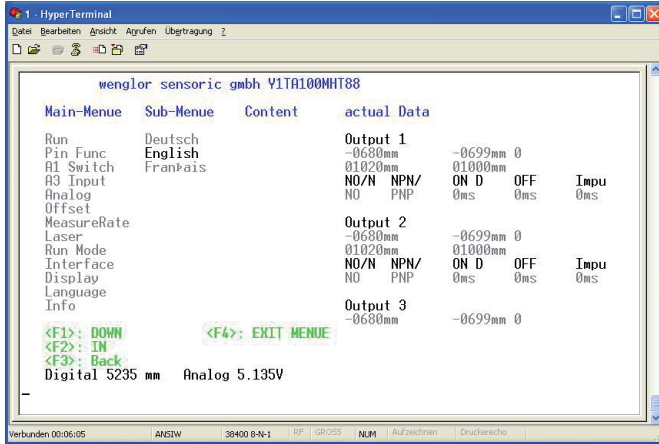 1 - HyperTerminal
Datei Bearbeiten Ansicht Anrufen Übertragung ?
wenglor sensoric gmbh Y1TA100MHT88
Main-Menue Sub-Menue Content actual Data
Run Deutsch Output 1
Pin Func English -0680mm -0699mm 0
A1 Switch FranÞais 01020mm 01000mm
A3 Input NO/N NPN/ ON D OFF Impu
Analog NO PNP 0ms 0ms 0ms
Offset
MeasureRate Output 2
Laser -0680mm -0699mm 0
Run Mode 01020mm 01000mm
Interface NO/N NPN/ ON D OFF Impu
Display NO PNP 0ms 0ms 0ms
Language
Info Output 3
-0680mm -0699mm 0
<F1>: DOWN <F4>: EXIT MENUE
<F2>: IN
<F3>: Back
Digital 5235 mm Analog 5.135V
Verbunden 00:06:05 ANSIW 38400 8-N-1 RF GROSS NUM Aufzeichnen Druckerecho